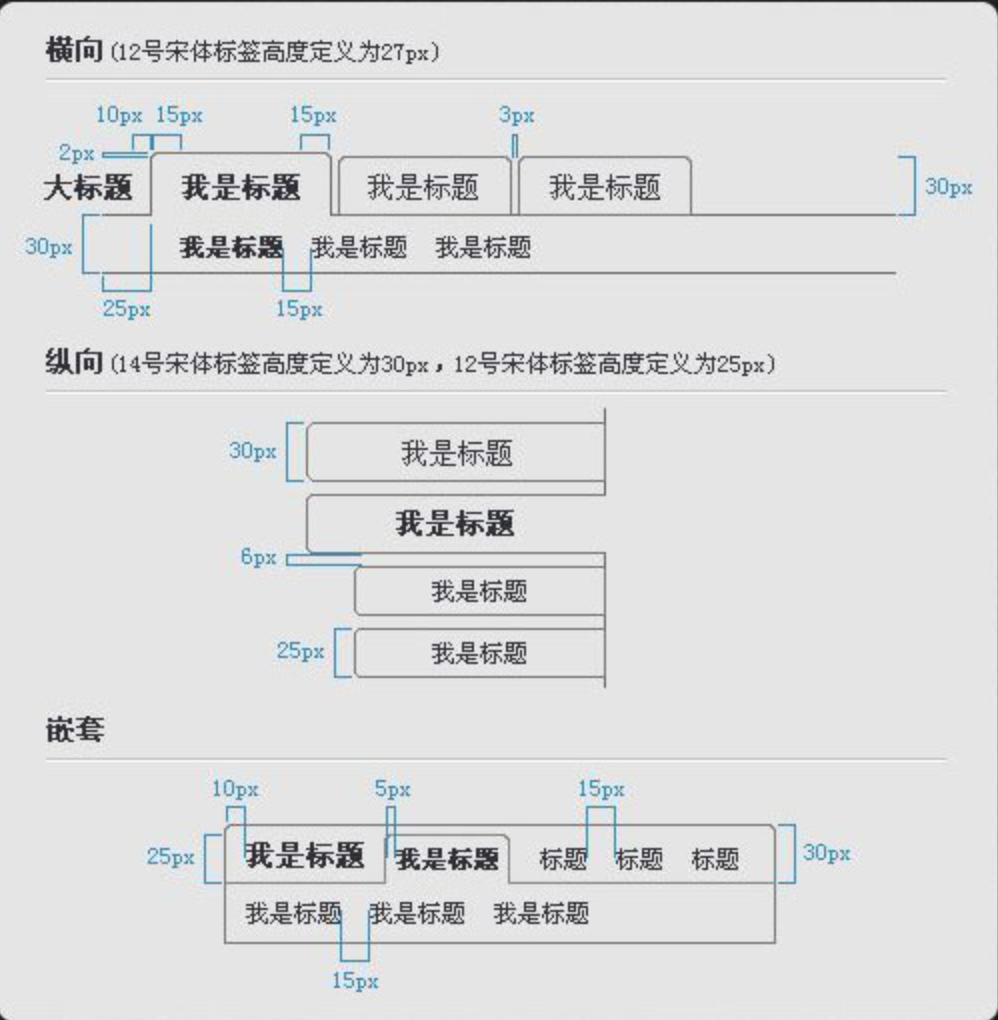 横向 (12号宋体标签高度定义为27px)
10px 15px 15px 3px
2px
大标题 我是标题 我是标题 我是标题 30px
30px 我是标题 我是标题 我是标题
25px 15px
纵向 (14号宋体标签高度定义为30px，12号宋体标签高度定义为25px)
30px 我是标题
我是标题
6px
我是标题
25px 我是标题
嵌套
10px 5px 15px
25px 我是标题 我是标题 标题 标题 标题 30px
我是标题 我是标题 我是标题
15px